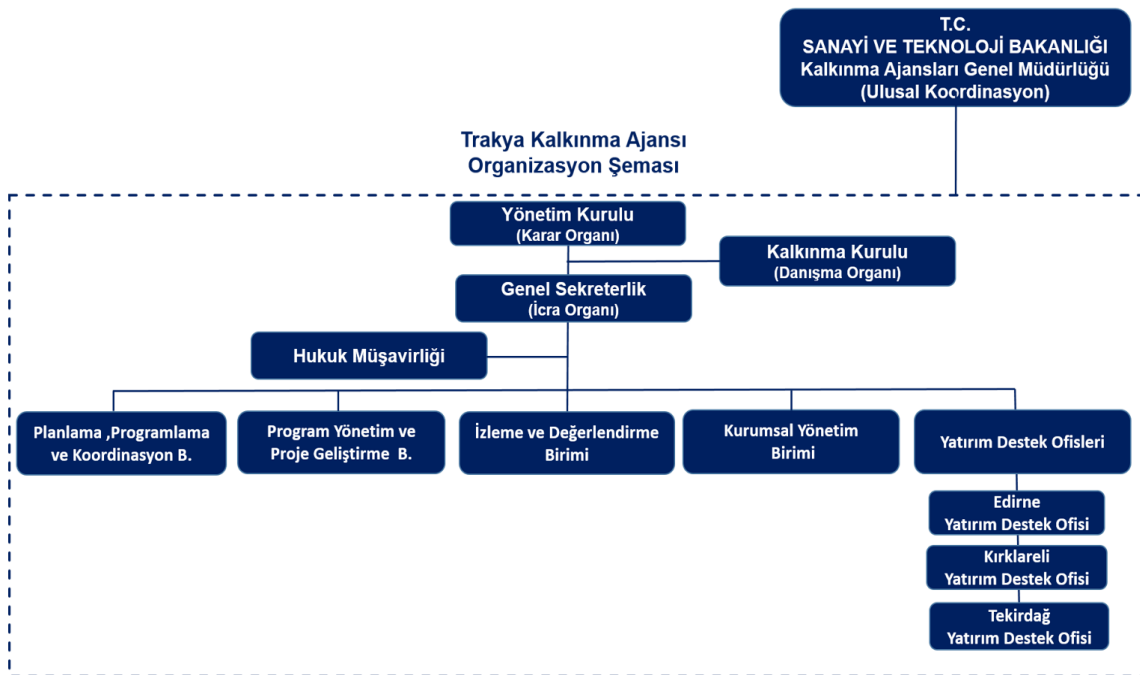 T.C.
SANAYİ VE TEKNOLOJİ BAKANLIĞI
Kalkınma Ajansları Genel Müdürlüğü
(Ulusal Koordinasyon)
Trakya Kalkınma Ajansı
Organizasyon Şeması
Yönetim Kurulu
(Karar Organı)
Kalkınma Kurulu
(Danışma Organı)
Genel Sekreterlik
(İcra Organı)
Hukuk Müşavirliği
Planlama ,Programlama
ve Koordinasyon B.
Program Yönetim ve
Proje Geliştirme B.
İzleme ve Değerlendirme
Birimi
Kurumsal Yönetim
Birimi
Yatırım Destek Ofisleri
Edirne
Yatırım Destek Ofisi
Kırklareli
Yatırım Destek Ofisi
Tekirdağ
Yatırım Destek Ofisi